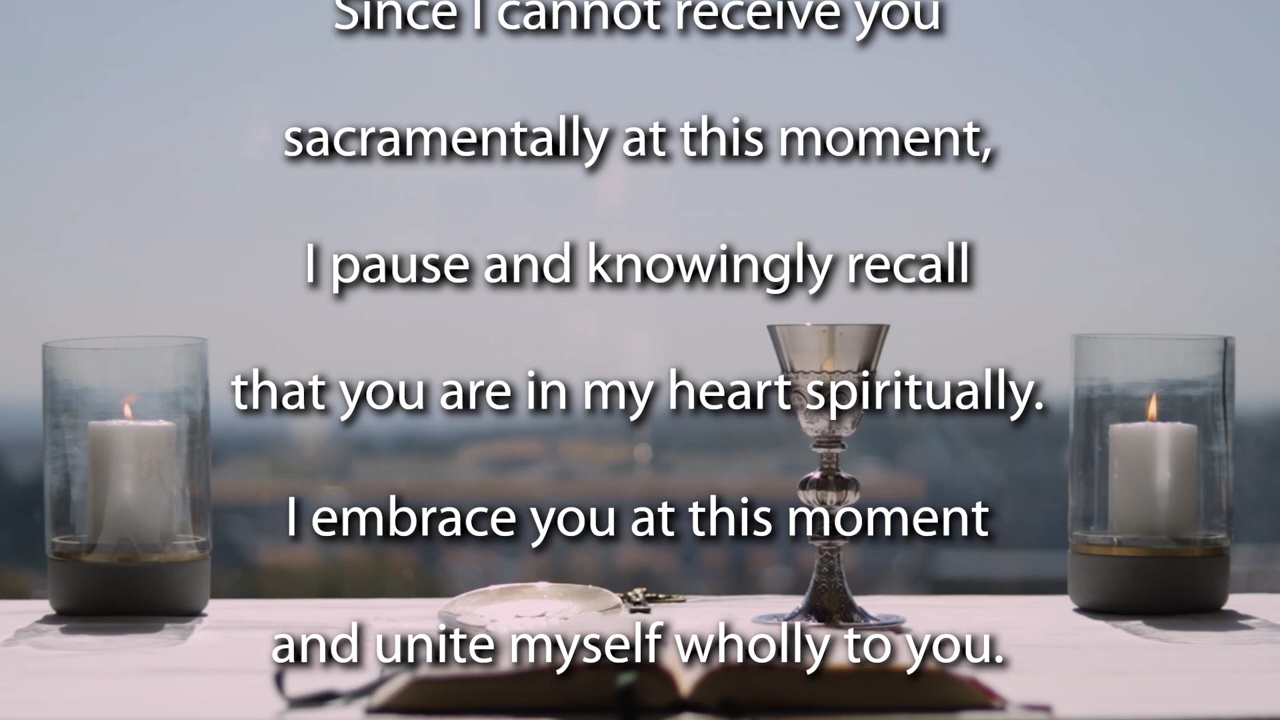 Since I cannot receive you
sacramentally at this moment,
I pause and knowingly recall
that you are in my heart spiritually.
I embrace you at this moment
and unite myself wholly to you.